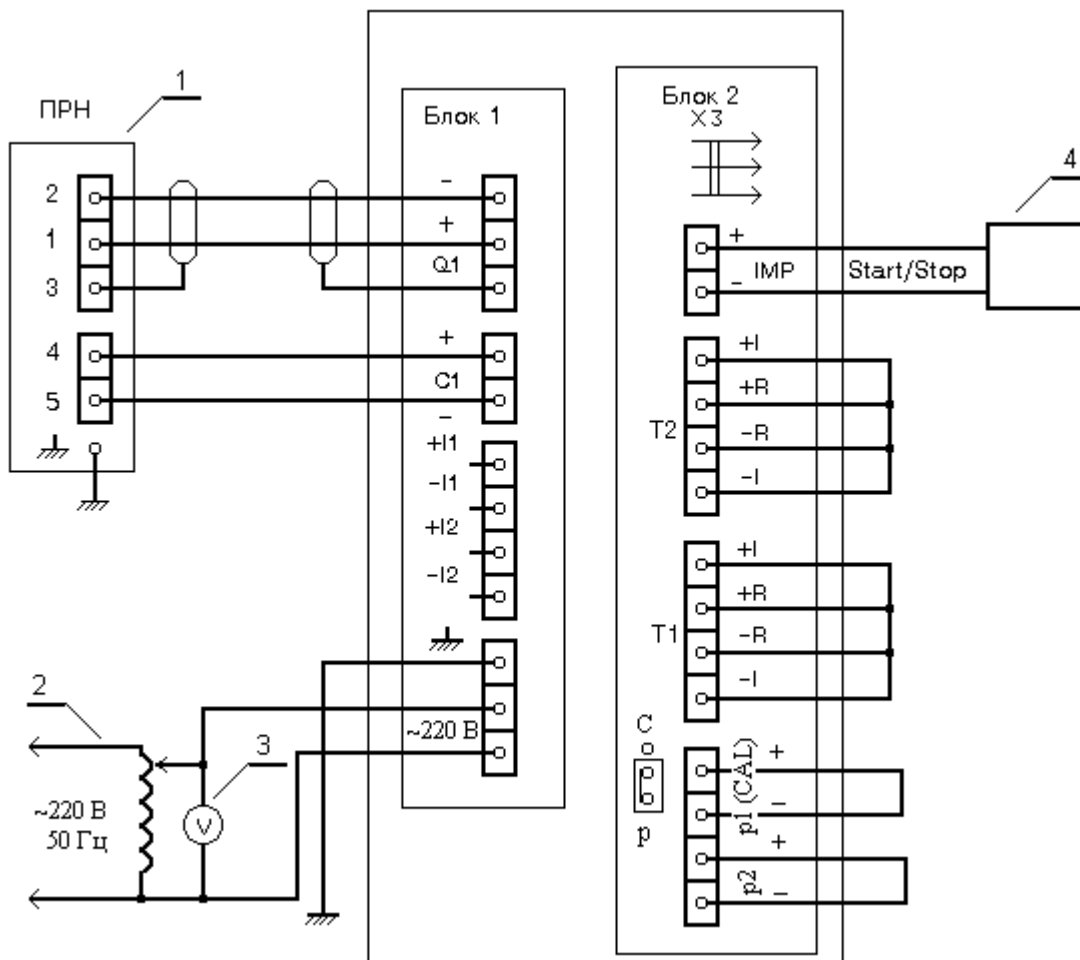 1
ПРН
2
1
3
4
5
Блок 1
-
+
Q1
+
C1
-
+I1
-I1
+I2
-I2
~220 В
2
~220 В
50 Гц
3
V
Блок 2
X3
+
-
IMP
Start/Stop
4
T2
+I
+R
-R
-I
T1
+I
+R
-R
-I
C
p
p1 (CAL)
+
-
p2
+
-